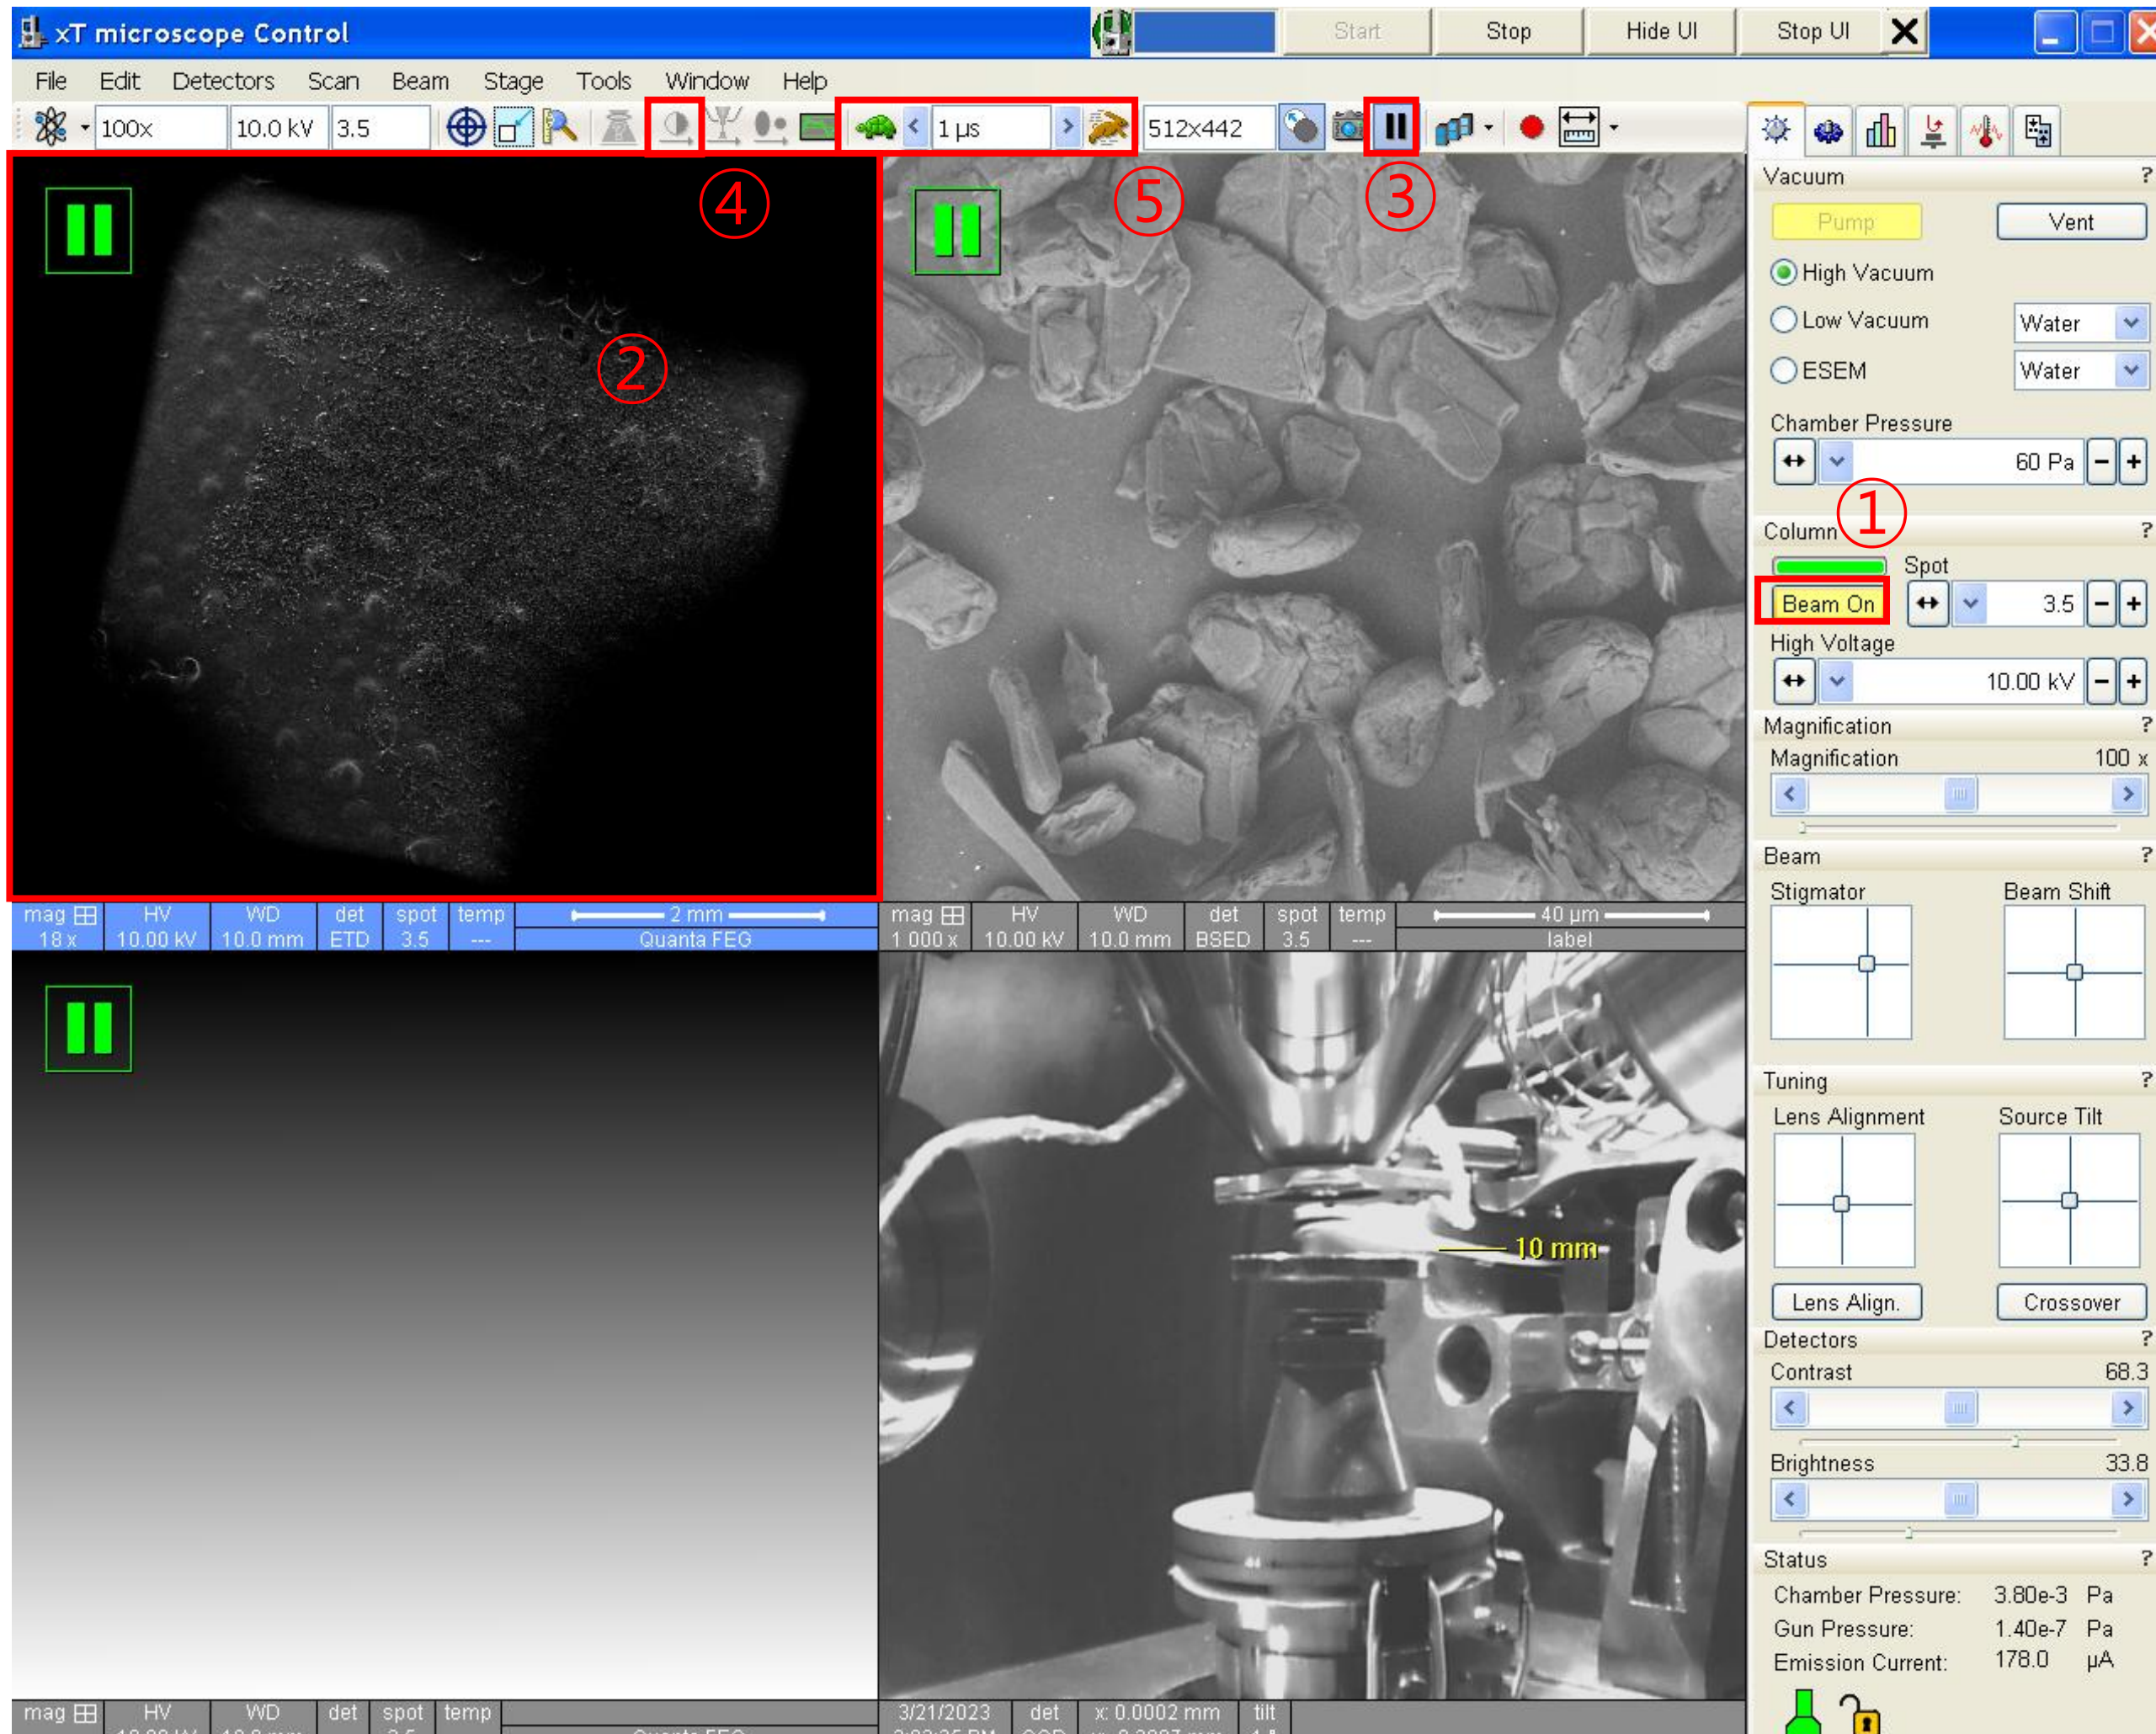 xT microscope Control
Start Stop Hide UI Stop UI
File Edit Detectors Scan Beam Stage Tools Window Help
100x 10.0 kV 3.5 1 µs 512x442
④ ⑤ ③
②
mag HV WD det spot temp 2 mm
18 x 10.00 kV 10.0 mm ETD 3.5 --- Quanta FEG
mag HV WD det spot temp 40 µm
1 000 x 10.00 kV 10.0 mm BSED 3.5 --- label
10 mm
mag HV WD det spot temp
3/21/2023 det x: 0.0002 mm tilt
Vacuum ?
Pump Vent
High Vacuum
Low Vacuum Water
ESEM Water
Chamber Pressure
60 Pa - +
①
Column ?
Spot
Beam On 3.5 - +
High Voltage
10.00 kV - +
Magnification ?
Magnification 100 x
Beam ?
Stigmator Beam Shift
Tuning ?
Lens Alignment Source Tilt
Lens Align. Crossover
Detectors ?
Contrast 68.3
Brightness 33.8
Status ?
Chamber Pressure: 3.80e-3 Pa
Gun Pressure: 1.40e-7 Pa
Emission Current: 178.0 µA